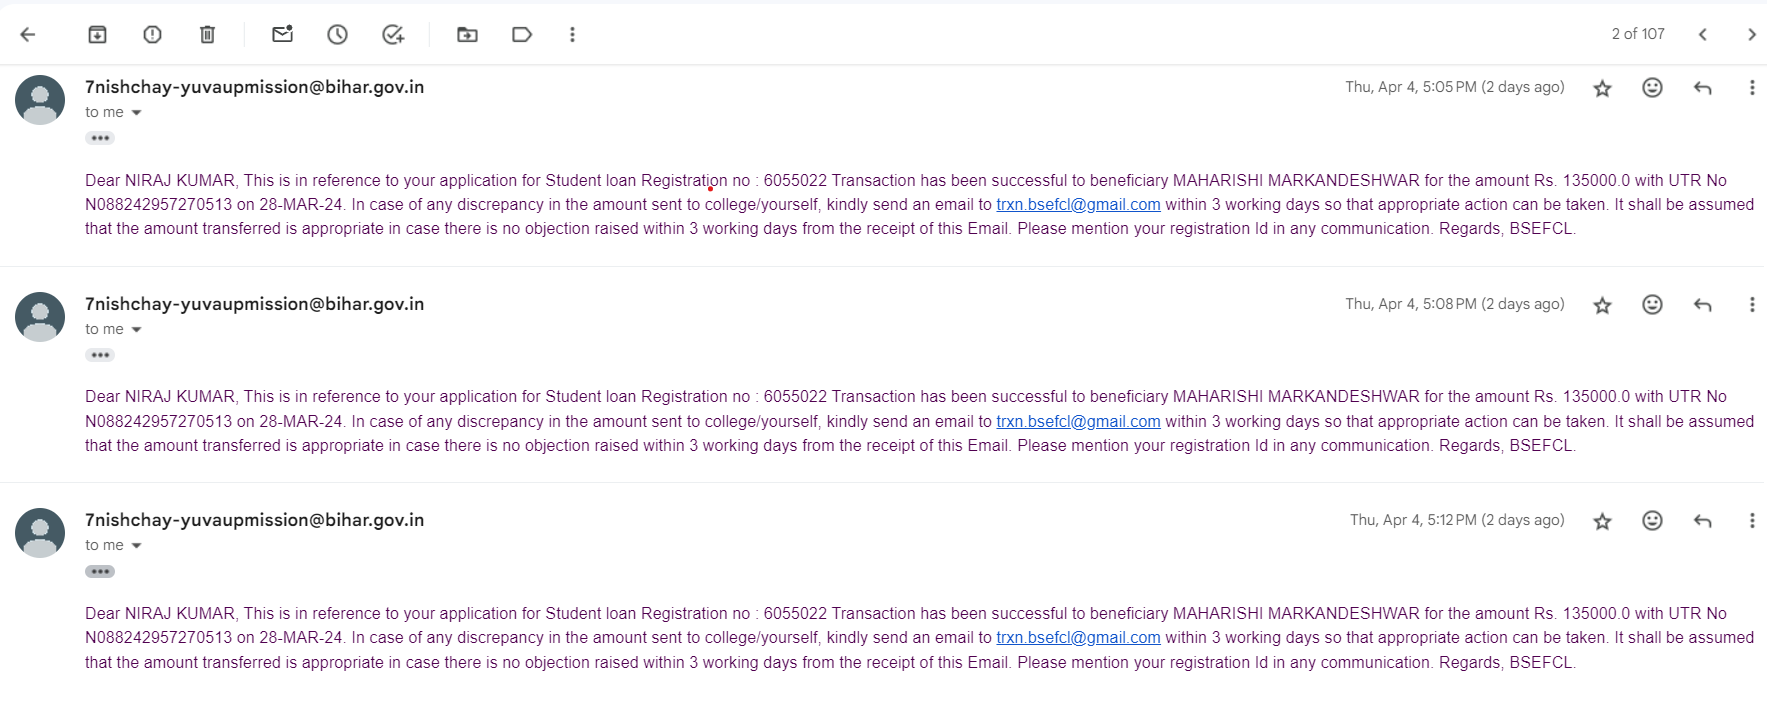 2 of 107
7nishchay-yuvaupmission@bihar.gov.in
Thu, Apr 4, 5:05 PM (2 days ago)
to me
Dear NIRAJ KUMAR, This is in reference to your application for Student loan Registration no : 6055022 Transaction has been successful to beneficiary MAHARISHI MARKANDESHWAR for the amount Rs. 135000.0 with UTR No
N088242957270513 on 28-MAR-24. In case of any discrepancy in the amount sent to college/yourself, kindly send an email to trxn.bsefcl@gmail.com within 3 working days so that appropriate action can be taken. It shall be assumed
that the amount transferred is appropriate in case there is no objection raised within 3 working days from the receipt of this Email. Please mention your registration Id in any communication. Regards, BSEFCL.
7nishchay-yuvaupmission@bihar.gov.in
Thu, Apr 4, 5:08 PM (2 days ago)
to me
Dear NIRAJ KUMAR, This is in reference to your application for Student loan Registration no : 6055022 Transaction has been successful to beneficiary MAHARISHI MARKANDESHWAR for the amount Rs. 135000.0 with UTR No
N088242957270513 on 28-MAR-24. In case of any discrepancy in the amount sent to college/yourself, kindly send an email to trxn.bsefcl@gmail.com within 3 working days so that appropriate action can be taken. It shall be assumed
that the amount transferred is appropriate in case there is no objection raised within 3 working days from the receipt of this Email. Please mention your registration Id in any communication. Regards, BSEFCL.
7nishchay-yuvaupmission@bihar.gov.in
Thu, Apr 4, 5:12 PM (2 days ago)
to me
Dear NIRAJ KUMAR, This is in reference to your application for Student loan Registration no : 6055022 Transaction has been successful to beneficiary MAHARISHI MARKANDESHWAR for the amount Rs. 135000.0 with UTR No
N088242957270513 on 28-MAR-24. In case of any discrepancy in the amount sent to college/yourself, kindly send an email to trxn.bsefcl@gmail.com within 3 working days so that appropriate action can be taken. It shall be assumed
that the amount transferred is appropriate in case there is no objection raised within 3 working days from the receipt of this Email. Please mention your registration Id in any communication. Regards, BSEFCL.